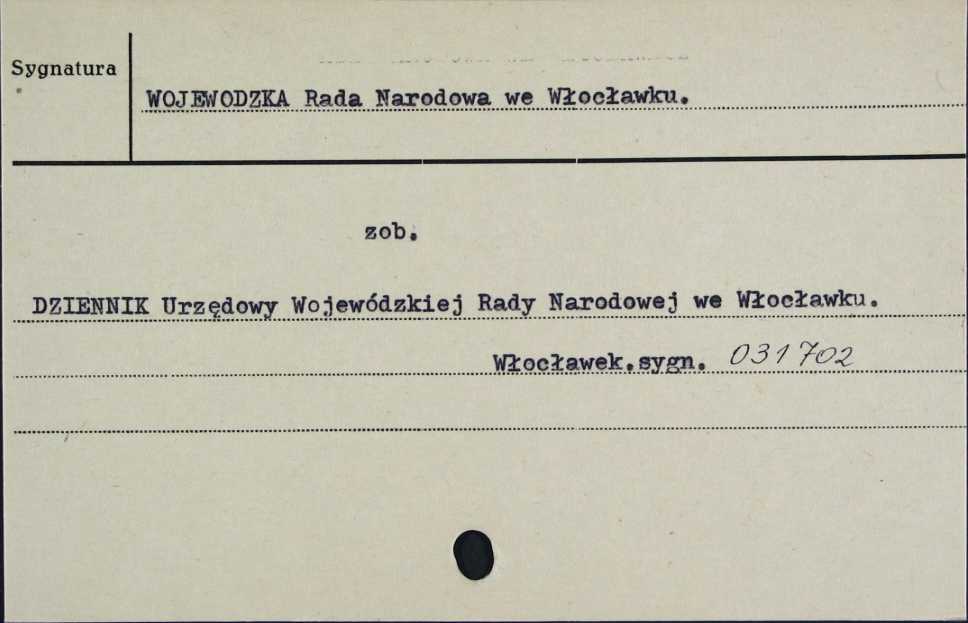 Sygnatura
WOJEWODZKA Rada Narodowa we Włocławku.
zob.
DZIENNIK Urzędowy Wojewódzkiej Rady Narodowej we Włocławku.
Włocławek.sygn. 031702